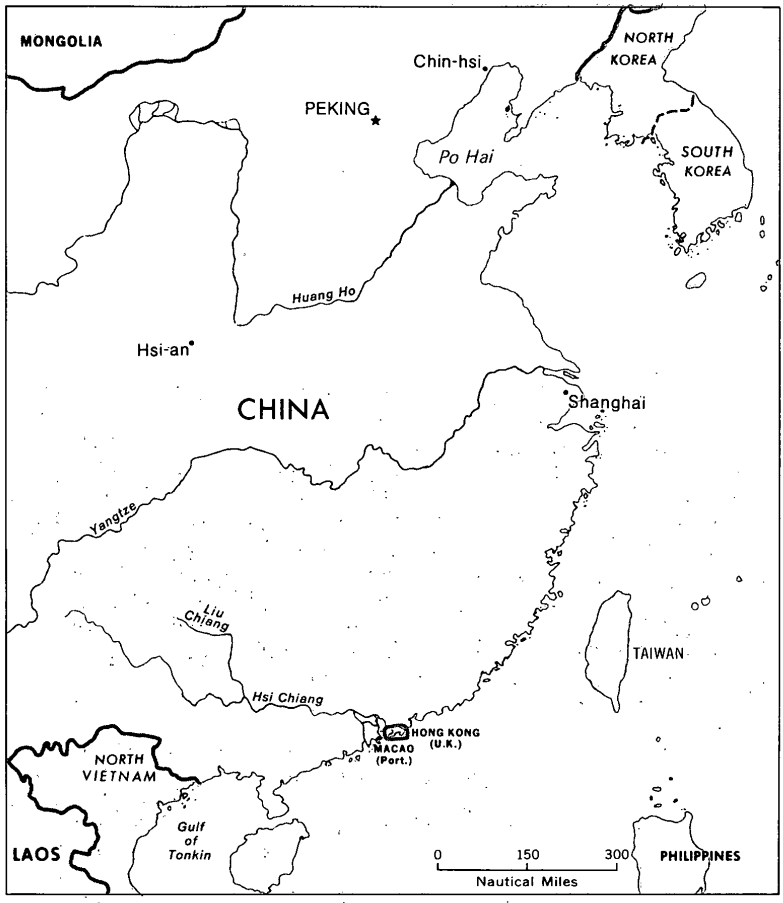 MONGOLIA
NORTH
KOREA
Chin-hsi
PEKING
Po Hai
SOUTH
KOREA
Huang Ho
Hsi-an
CHINA
Shanghai
Yangtze
Liu
Chiang
TAIWAN
Hsi Chiang
HONG KONG
(U.K.)
MACAO
(Port.)
NORTH
VIETNAM
Gulf
of
Tonkin
LAOS
PHILIPPINES
0 150 300
Nautical Miles